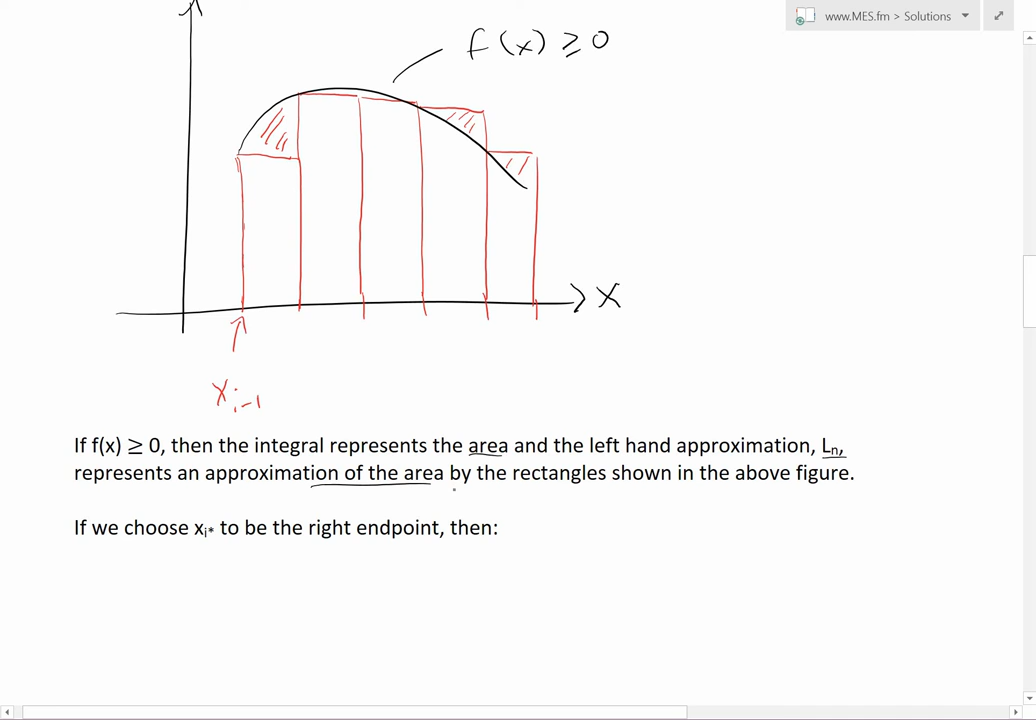 www.MES.fm > Solutions
f(x) ≥ 0
x
xi-1
If f(x) ≥ 0, then the integral represents the area and the left hand approximation, Ln,
represents an approximation of the area by the rectangles shown in the above figure.
If we choose xi* to be the right endpoint, then: